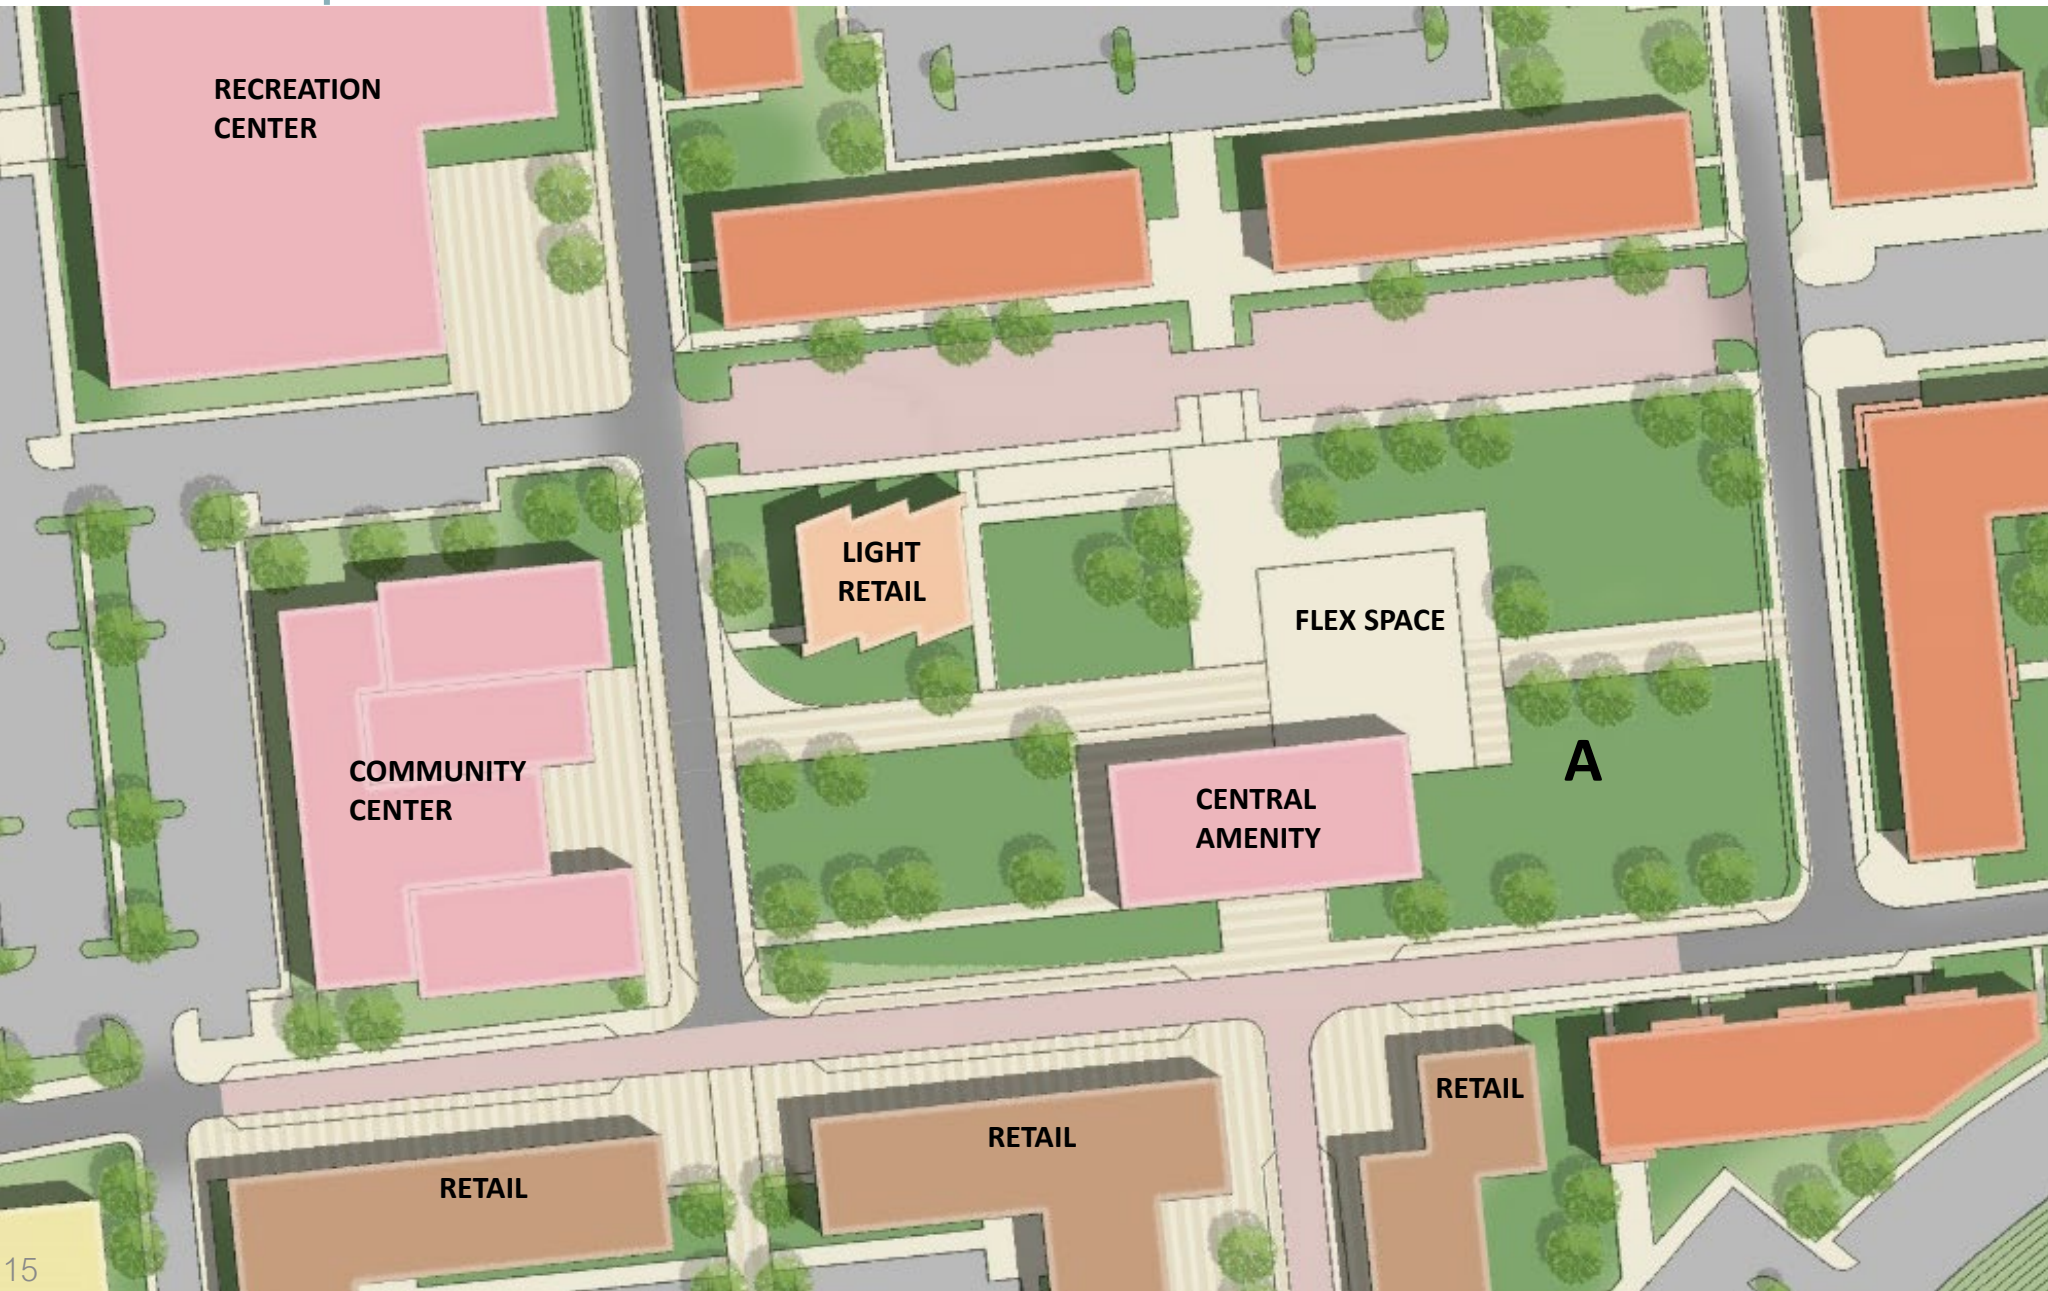 RECREATION
CENTER
LIGHT
RETAIL
FLEX SPACE
A
COMMUNITY
CENTER
CENTRAL
AMENITY
RETAIL
RETAIL
RETAIL
15